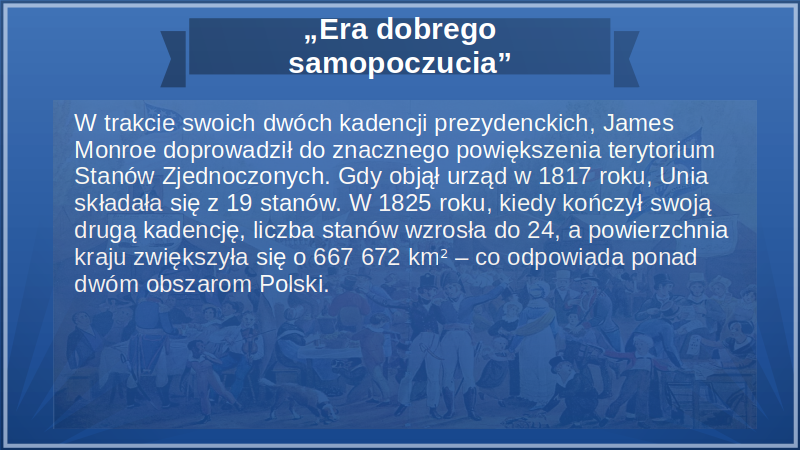 „Era dobrego
samopoczucia”
W trakcie swoich dwóch kadencji prezydenckich, James
Monroe doprowadził do znacznego powiększenia terytorium
Stanów Zjednoczonych. Gdy objął urząd w 1817 roku, Unia
składała się z 19 stanów. W 1825 roku, kiedy kończył swoją
drugą kadencję, liczba stanów wzrosła do 24, a powierzchnia
kraju zwiększyła się o 667 672 km² – co odpowiada ponad
dwóm obszarom Polski.